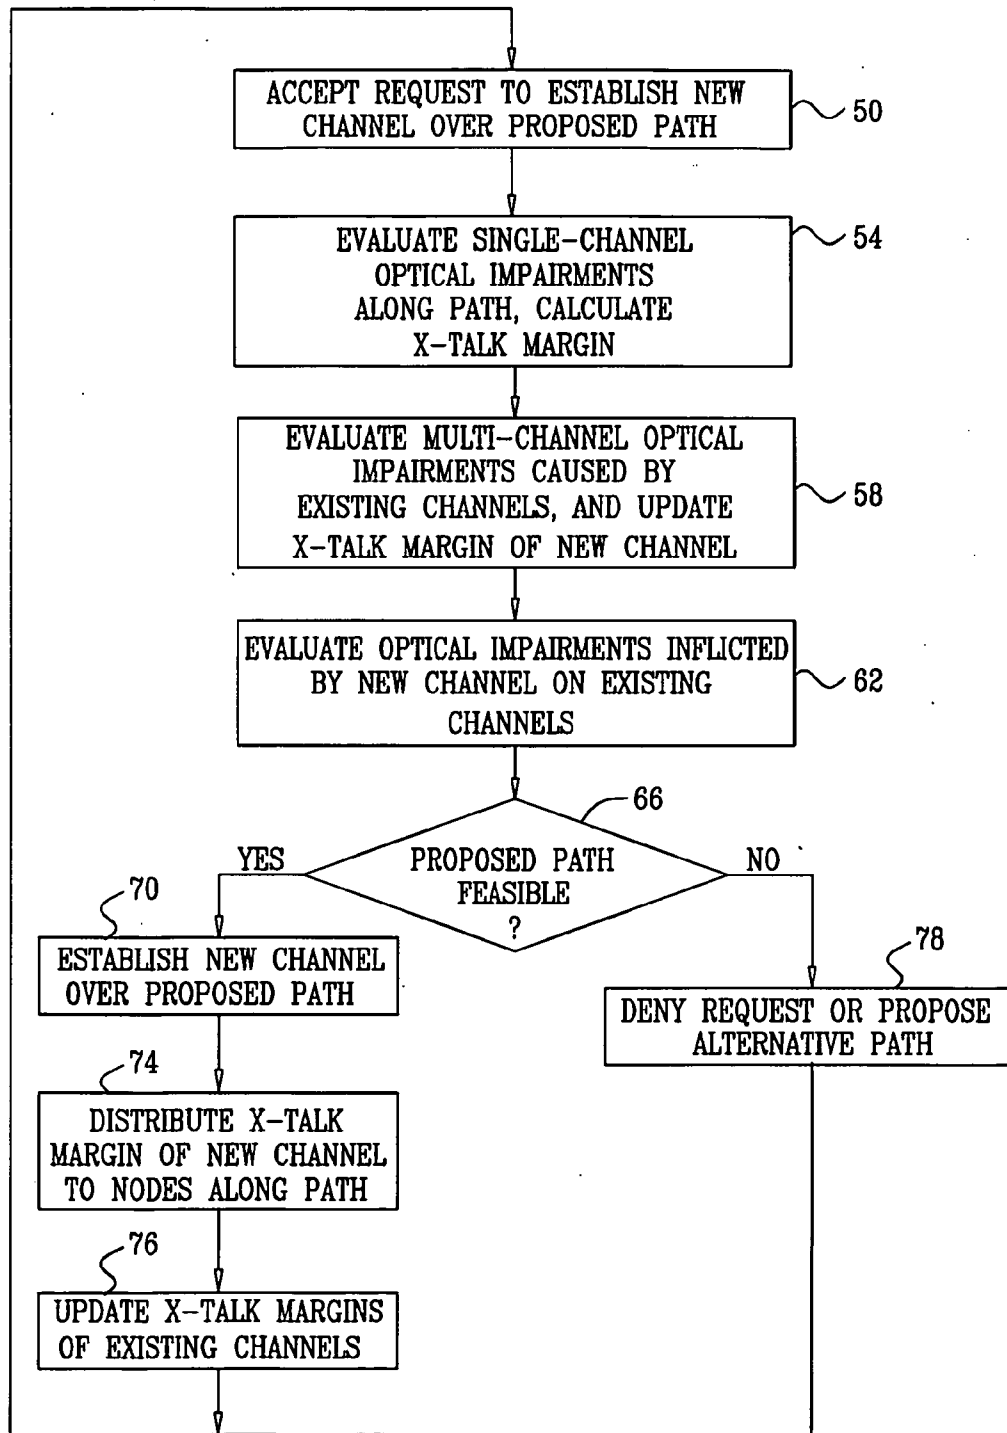 ACCEPT REQUEST TO ESTABLISH NEW
CHANNEL OVER PROPOSED PATH
50
EVALUATE SINGLE-CHANNEL
OPTICAL IMPAIRMENTS
ALONG PATH, CALCULATE
X-TALK MARGIN
54
EVALUATE MULTI-CHANNEL OPTICAL
IMPAIRMENTS CAUSED BY
EXISTING CHANNELS, AND UPDATE
X-TALK MARGIN OF NEW CHANNEL
58
EVALUATE OPTICAL IMPAIRMENTS INFLICTED
BY NEW CHANNEL ON EXISTING
CHANNELS
62
66
PROPOSED PATH
FEASIBLE
?
YES
NO
70
ESTABLISH NEW CHANNEL
OVER PROPOSED PATH
78
DENY REQUEST OR PROPOSE
ALTERNATIVE PATH
74
DISTRIBUTE X-TALK
MARGIN OF NEW CHANNEL
TO NODES ALONG PATH
76
UPDATE X-TALK MARGINS
OF EXISTING CHANNELS